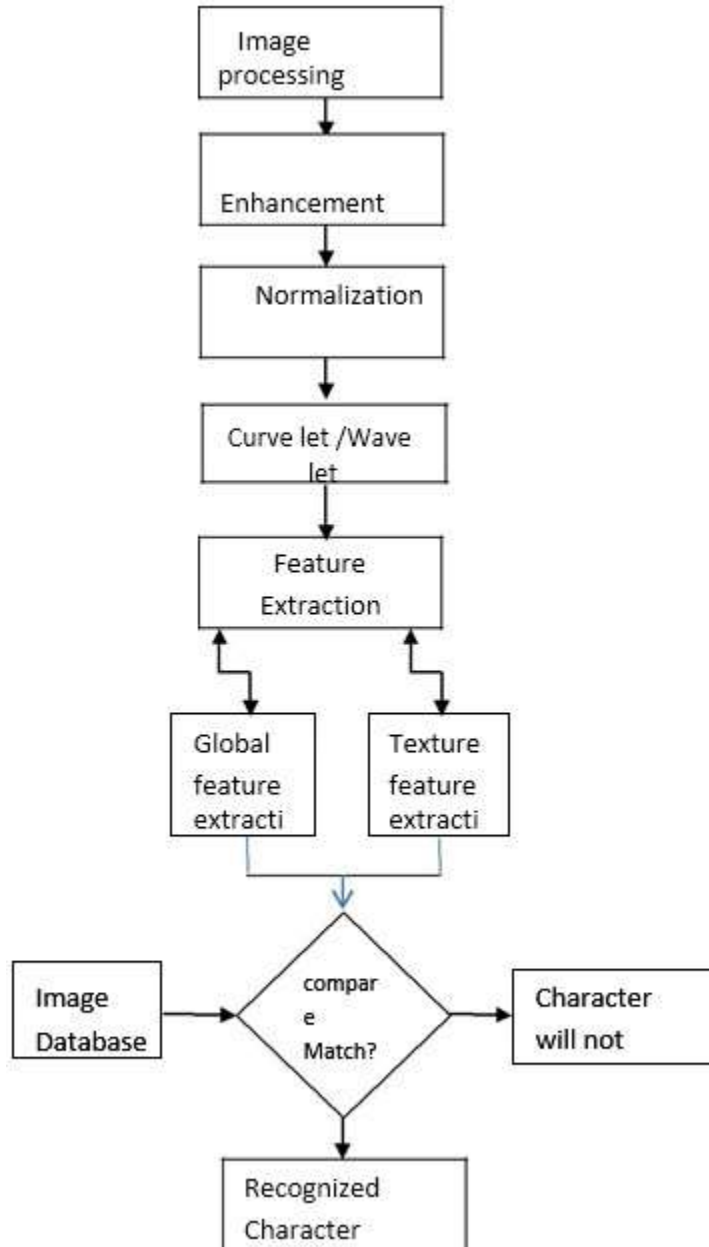 Image
processing
Enhancement
Normalization
Curve let /Wave
let
Feature
Extraction
Global
feature
extracti
Texture
feature
extracti
Image
Database
compar
e
Match?
Character
will not
Recognized
Character